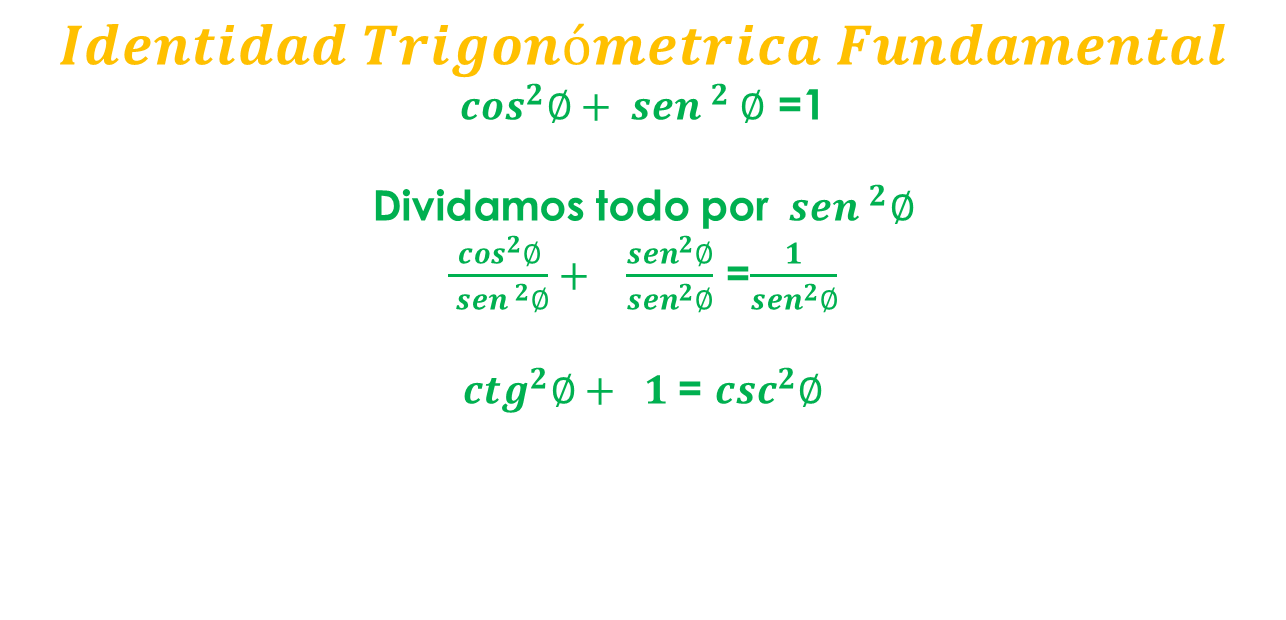 Identidad Trigonómetrica Fundamental
cos²∅ + sen ² ∅ =1
Dividamos todo por sen ²∅
cos²∅/sen ²∅ + sen²∅/sen²∅ = 1/sen²∅
ctg²∅ + 1 = csc²∅